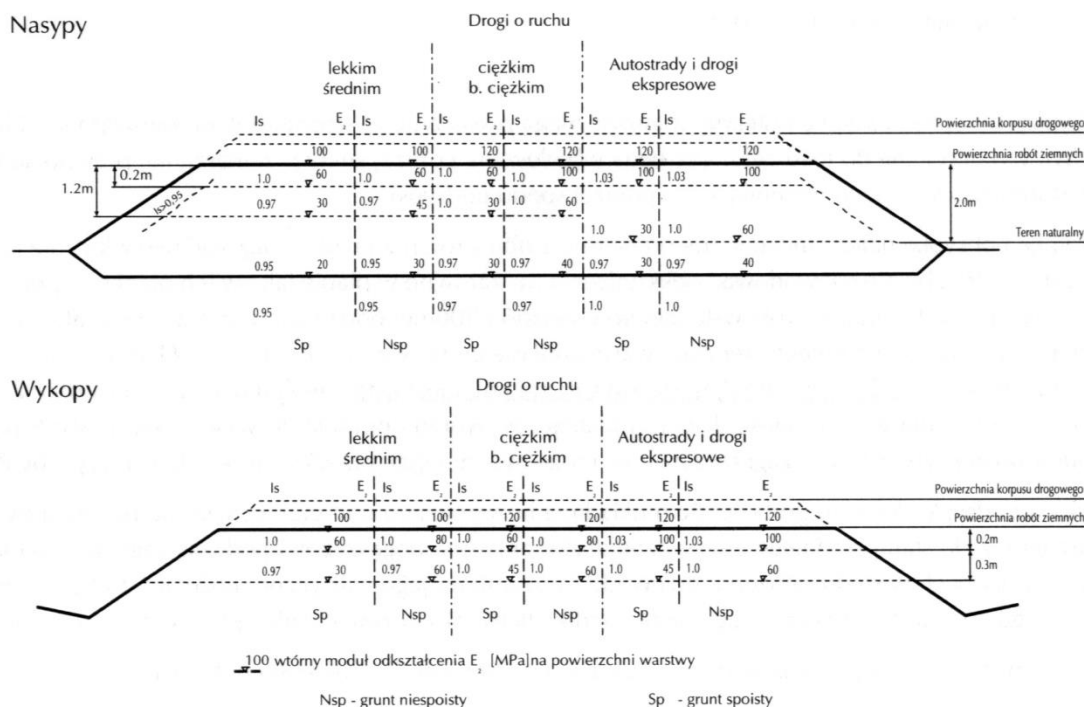 Nasypy
Drogi o ruchu
lekkim średnim
ciężkim b. ciężkim
Autostrady i drogi ekspresowe
Is E₂ Is E₂ Is E₂ Is E₂ Is E₂ Is E₂
Powierzchnia korpusu drogowego
100 100 120 120 120 120
Powierzchnia robót ziemnych
1.2m 0.2m
1.0 60 1.0 60 1.0 60 1.0 100 1.03 100 1.03 100
Is>0.95
0.97 30 0.97 45 1.0 30 1.0 60
2.0m
1.0 30 1.0 60
Teren naturalny
0.95 20 0.95 30 0.97 30 0.97 40 0.97 30 0.97 40
0.95 0.95 0.97 0.97 1.0 1.0
Sp Nsp Sp Nsp Sp Nsp
Wykopy
Drogi o ruchu
lekkim średnim
ciężkim b. ciężkim
Autostrady i drogi ekspresowe
Is E₂ Is E₂ Is E₂ Is E₂ Is E₂ Is E₂
Powierzchnia korpusu drogowego
100 100 120 120 120 120
Powierzchnia robót ziemnych
1.0 60 1.0 80 1.0 60 1.0 80 1.03 100 1.03 100
0.2m
0.97 30 0.97 60 1.0 45 1.0 60 1.0 45 1.0 60
0.3m
Sp Nsp Sp Nsp Sp Nsp
100 wtórny moduł odkształcenia E₂ [MPa]na powierzchni warstwy
Nsp - grunt niespoisty Sp - grunt spoisty